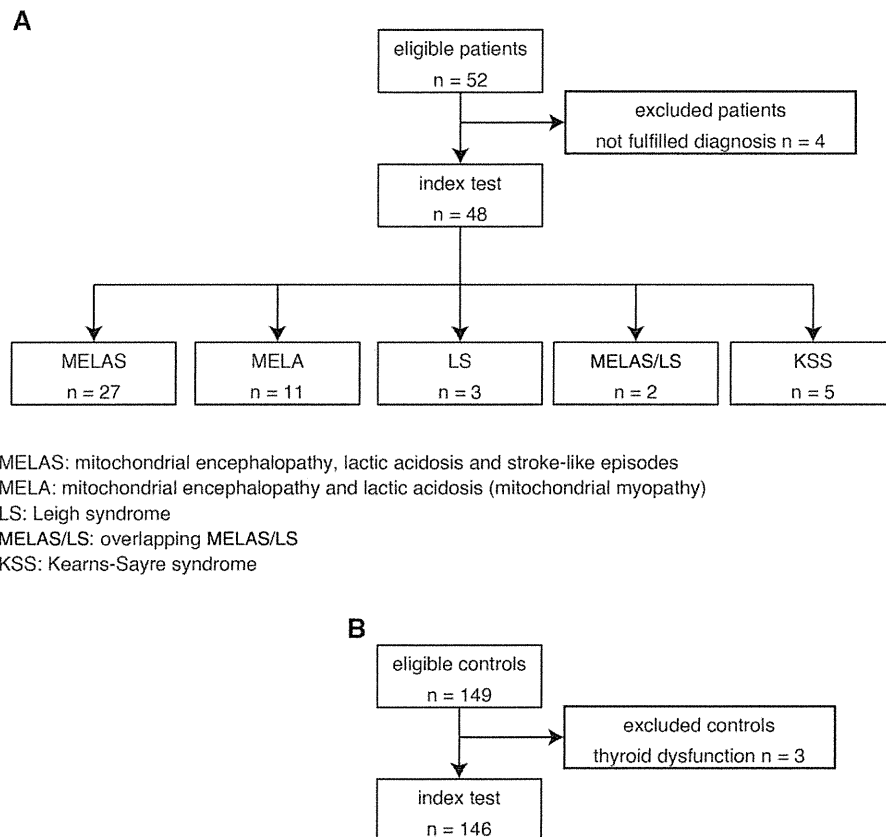 A
eligible patients
n = 52
excluded patients
not fulfilled diagnosis n = 4
index test
n = 48
MELAS
n = 27
MELA
n = 11
LS
n = 3
MELAS/LS
n = 2
KSS
n = 5
MELAS: mitochondrial encephalopathy, lactic acidosis and stroke-like episodes
MELA: mitochondrial encephalopathy and lactic acidosis (mitochondrial myopathy)
LS: Leigh syndrome
MELAS/LS: overlapping MELAS/LS
KSS: Kearns-Sayre syndrome
B
eligible controls
n = 149
excluded controls
thyroid dysfunction n = 3
index test
n = 146